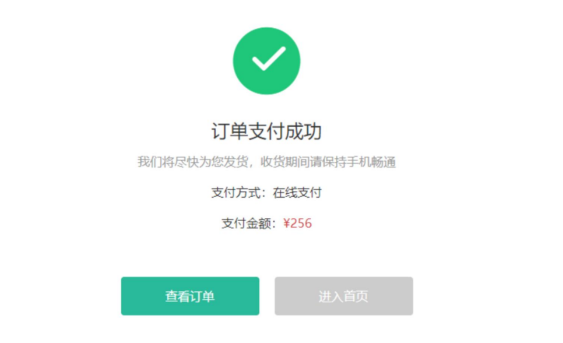 订单支付成功
我们将尽快为您发货，收货期间请保持手机畅通
支付方式：在线支付
支付金额：¥256
查看订单
进入首页